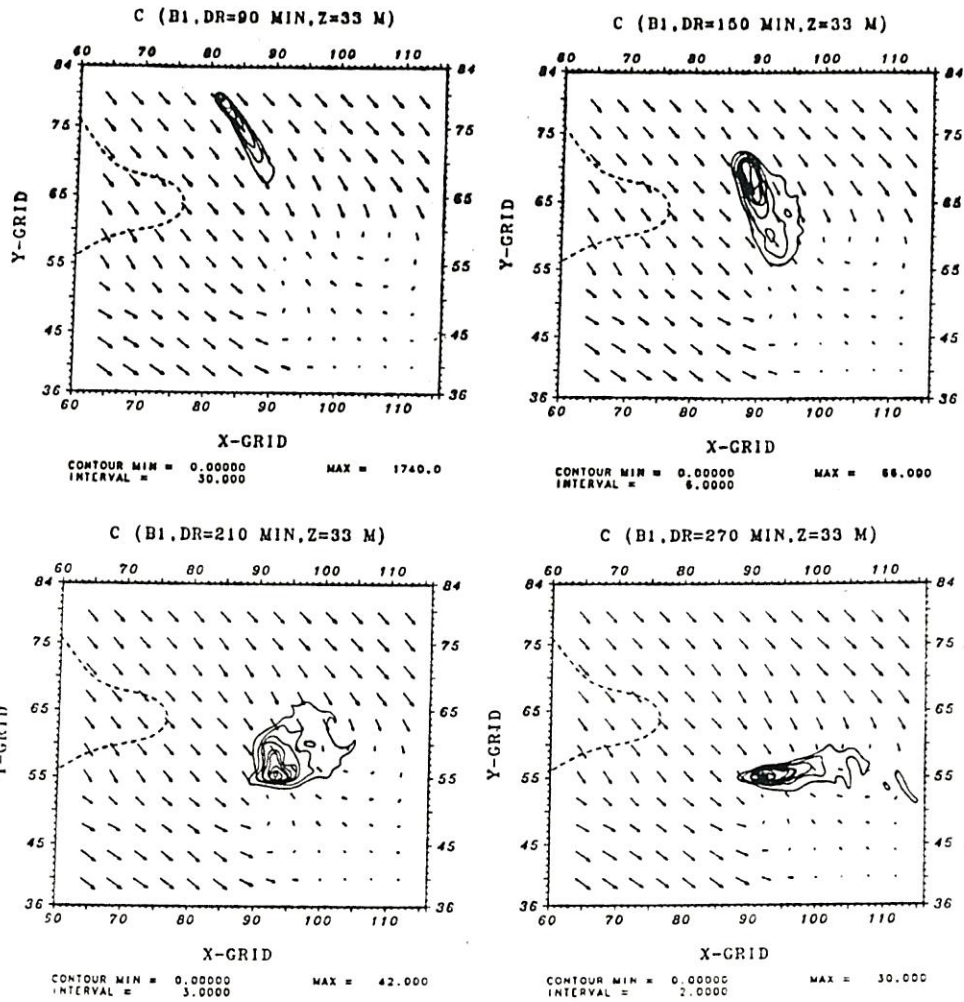 C (B1,DR=90 MIN,Z=33 M)
60 70 80 90 100 110
84 84
75 75
65 65
Y-GRID
55 55
45 45
36 36
60 70 80 90 100 110
X-GRID
CONTOUR MIN = 0.00000 MAX = 1740.0
INTERVAL = 30.000
C (B1,DR=150 MIN,Z=33 M)
60 70 80 90 100 110
84 84
75 75
65 65
Y-GRID
55 55
45 45
36 36
60 70 80 90 100 110
X-GRID
CONTOUR MIN = 0.00000 MAX = 66.000
INTERVAL = 6.0000
C (B1,DR=210 MIN,Z=33 M)
60 70 80 90 100 110
84 84
75 75
65 65
Y-GRID
55 55
45 45
36 36
50 70 80 90 100 110
X-GRID
CONTOUR MIN = 0.00000 MAX = 42.000
INTERVAL = 3.0000
C (B1,DR=270 MIN,Z=33 M)
60 70 80 90 100 110
84 84
75 75
65 65
Y-GRID
55 55
45 45
36 36
60 70 80 90 100 110
X-GRID
CONTOUR MIN = 0.00000 MAX = 30.000
INTERVAL = 2.0000